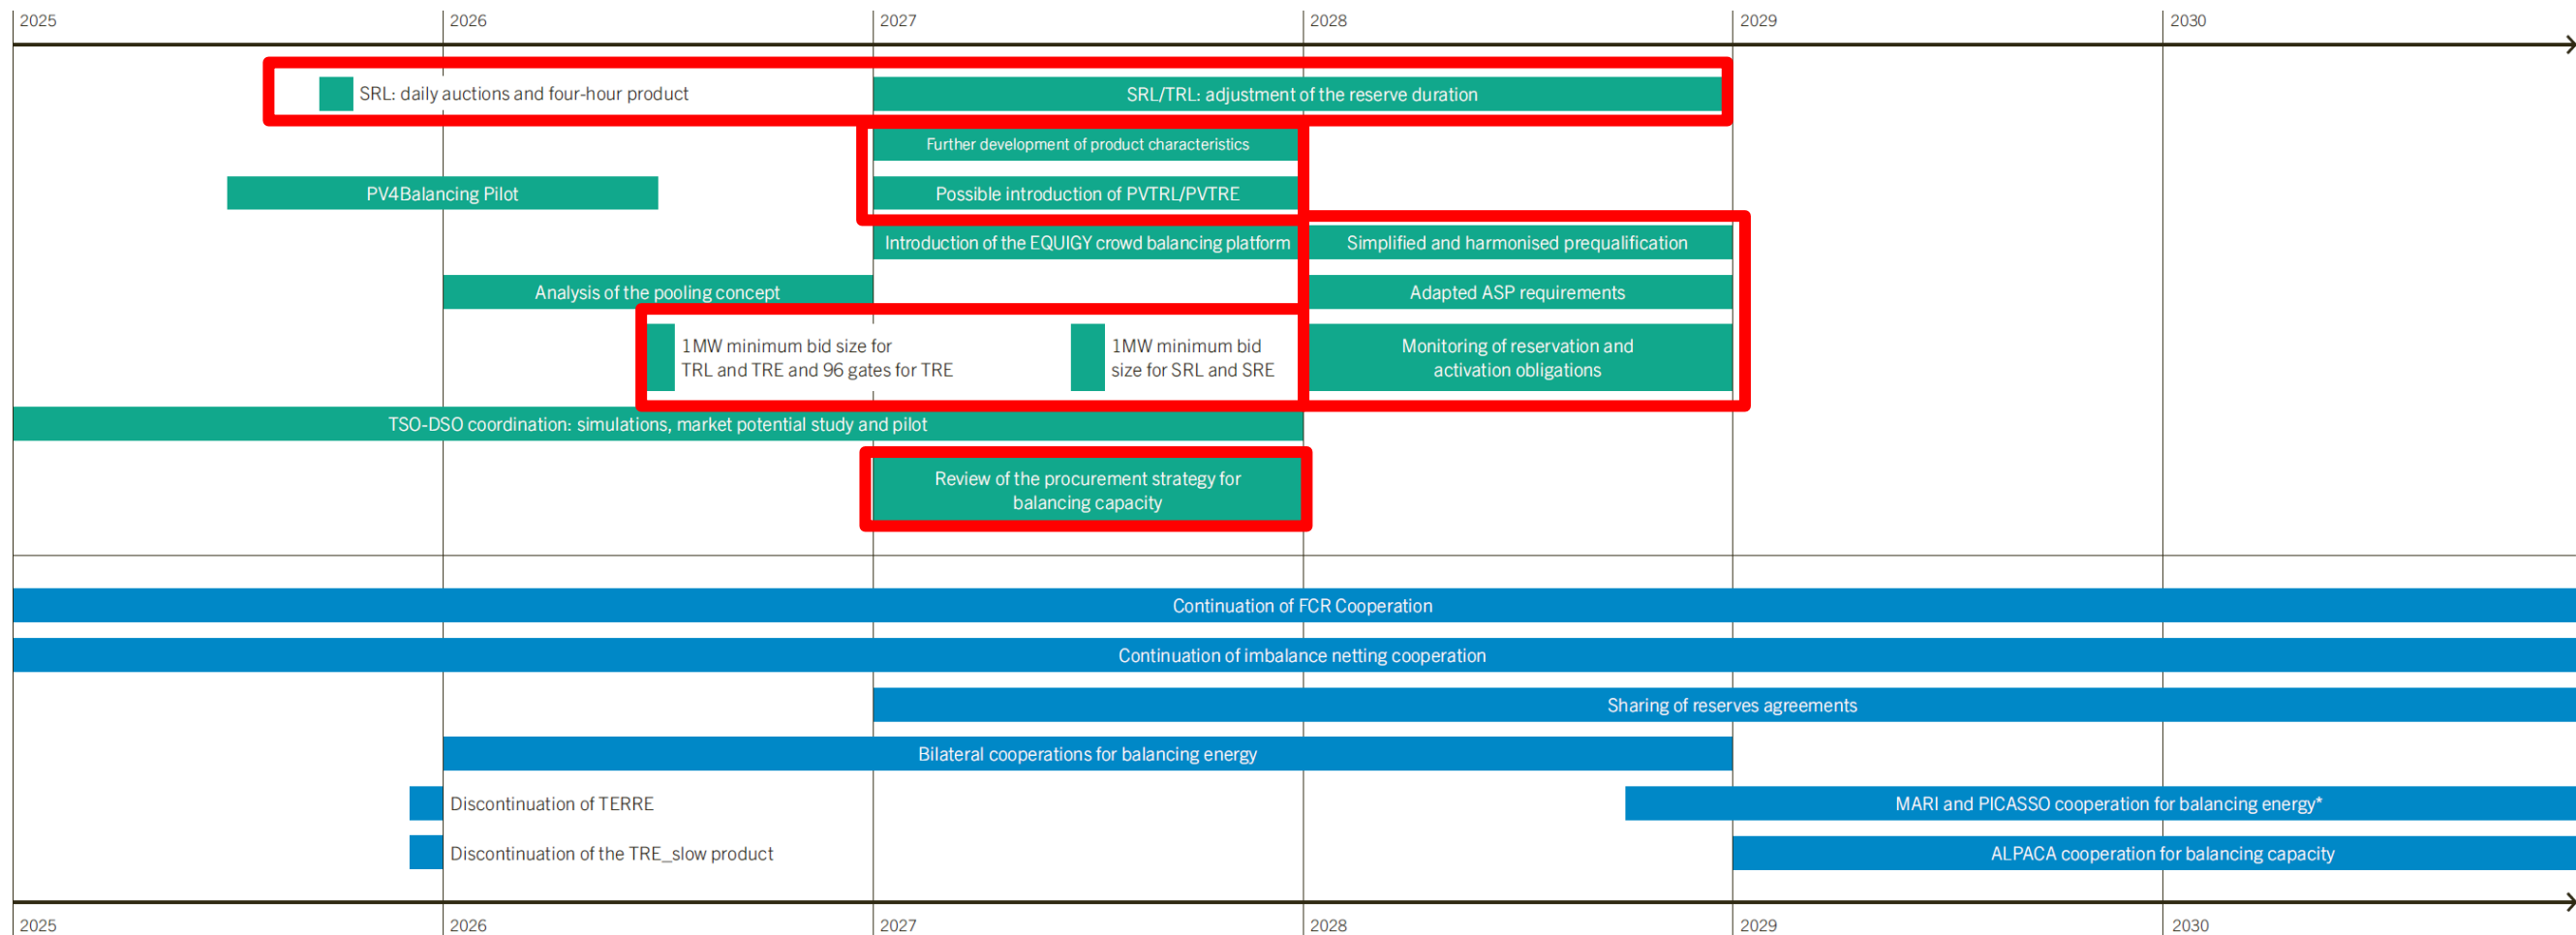 2025 2026 2027 2028 2029 2030
SRL: daily auctions and four-hour product
SRL/TRL: adjustment of the reserve duration
Further development of product characteristics
PV4Balancing Pilot
Possible introduction of PVTRL/PVTRE
Introduction of the EQUIGY crowd balancing platform
Simplified and harmonised prequalification
Analysis of the pooling concept
Adapted ASP requirements
1MW minimum bid size for
TRL and TRE and 96 gates for TRE
1MW minimum bid
size for SRL and SRE
Monitoring of reservation and
activation obligations
TSO-DSO coordination: simulations, market potential study and pilot
Review of the procurement strategy for
balancing capacity
Continuation of FCR Cooperation
Continuation of imbalance netting cooperation
Sharing of reserves agreements
Bilateral cooperations for balancing energy
Discontinuation of TERRE
MARI and PICASSO cooperation for balancing energy*
Discontinuation of the TRE_slow product
ALPACA cooperation for balancing capacity
2025 2026 2027 2028 2029 2030